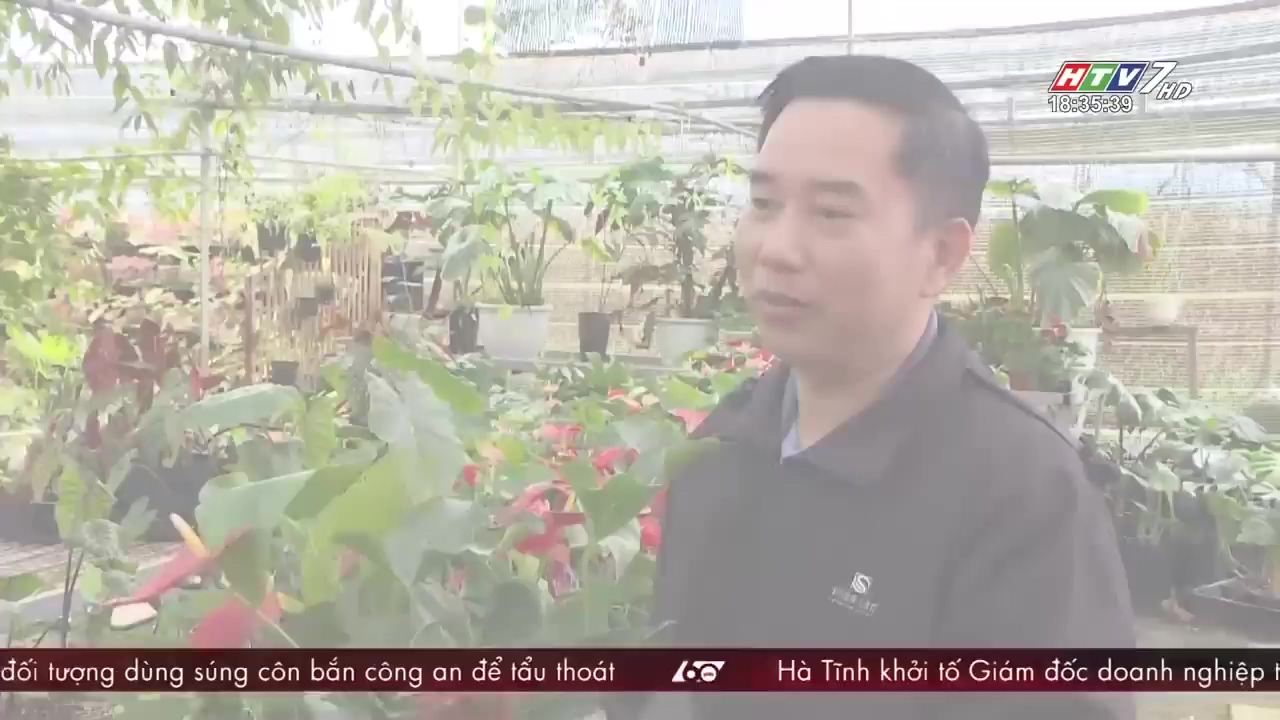 HTV7 HD
18:35:39
đối tượng dùng súng côn bắn công an để tẩu thoát 60 Hà Tĩnh khởi tố Giám đốc doanh nghiệp t